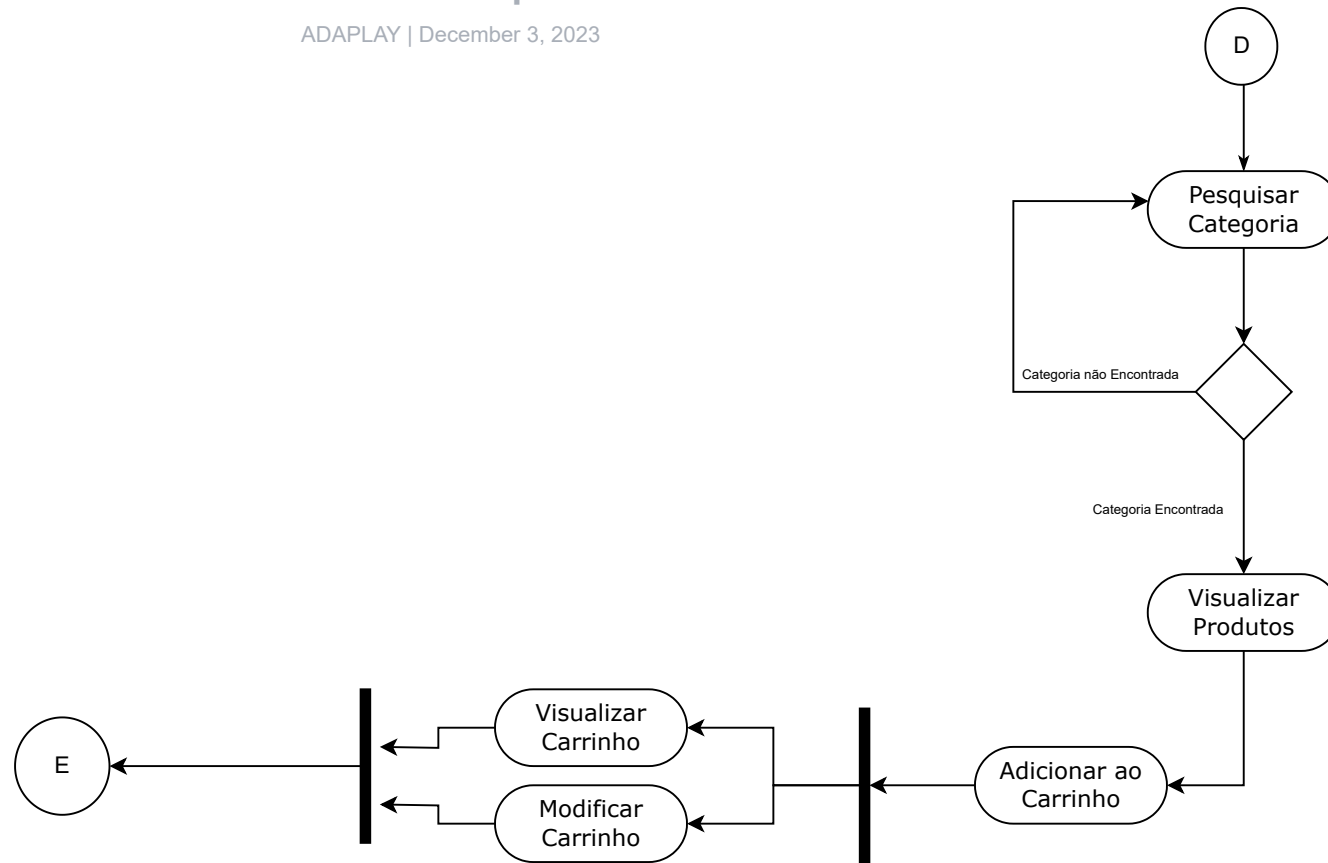 ADAPLAY | December 3, 2023
D
Pesquisar
Categoria
Categoria não Encontrada
Categoria Encontrada
Visualizar
Produtos
Adicionar ao
Carrinho
Visualizar
Carrinho
Modificar
Carrinho
E